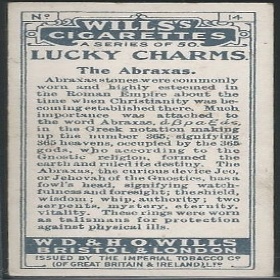 Nº 14
WILLS'S
CIGARETTES
A SERIES OF 50.
LUCKY CHARMS.
The Abraxas.
Abraxas stones were commonly
worn and highly esteemed in
the Roman Empire about the
time when Christianity was be-
coming established there. Much
importance was attached to
the word Abraxas,
in the Greek notation making
up the number 365, signifying
365 heavens, occupied by the 365
gods, who according to the
Gnostic religion, formed the
earth and ruled its destiny. The
Abraxas, the curious device Jeu,
or Jehovah of the Gnostics, has a
fowl's head, signifying watch-
fulness and foresight; the shield,
wisdom; whip, authority; two
serpents, mystery, eternity,
vitality. These rings were worn
as talismans for protection
against physical ills.
W.D. & H.O. WILLS
BRISTOL & LONDON
ISSUED BY THE IMPERIAL TOBACCO Cº
(OF GREAT BRITAIN & IRELAND), Lᵀᴰ